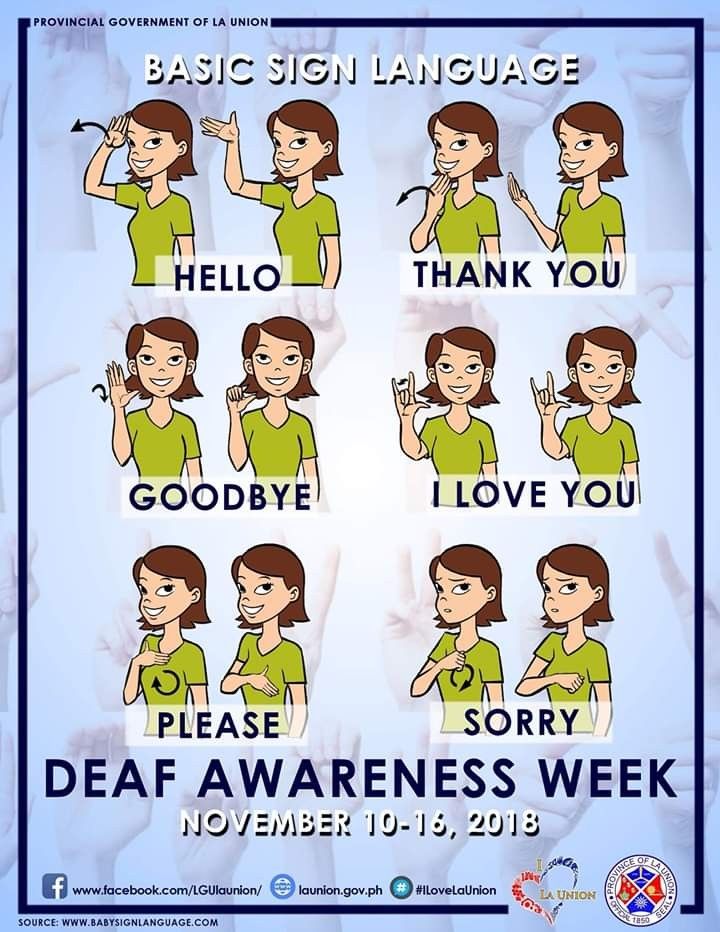 PROVINCIAL GOVERNMENT OF LA UNION
BASIC SIGN LANGUAGE
HELLO
THANK YOU
GOODBYE
I LOVE YOU
PLEASE
SORRY
DEAF AWARENESS WEEK
NOVEMBER 10-16, 2018
www.facebook.com/LGUlaunion/
launion.gov.ph
#ILoveLaUnion
I
LA UNION
PROVINCE OF LA UNION
OFFICIAL SEAL
1850
SOURCE: WWW.BABYSIGNLANGUAGE.COM